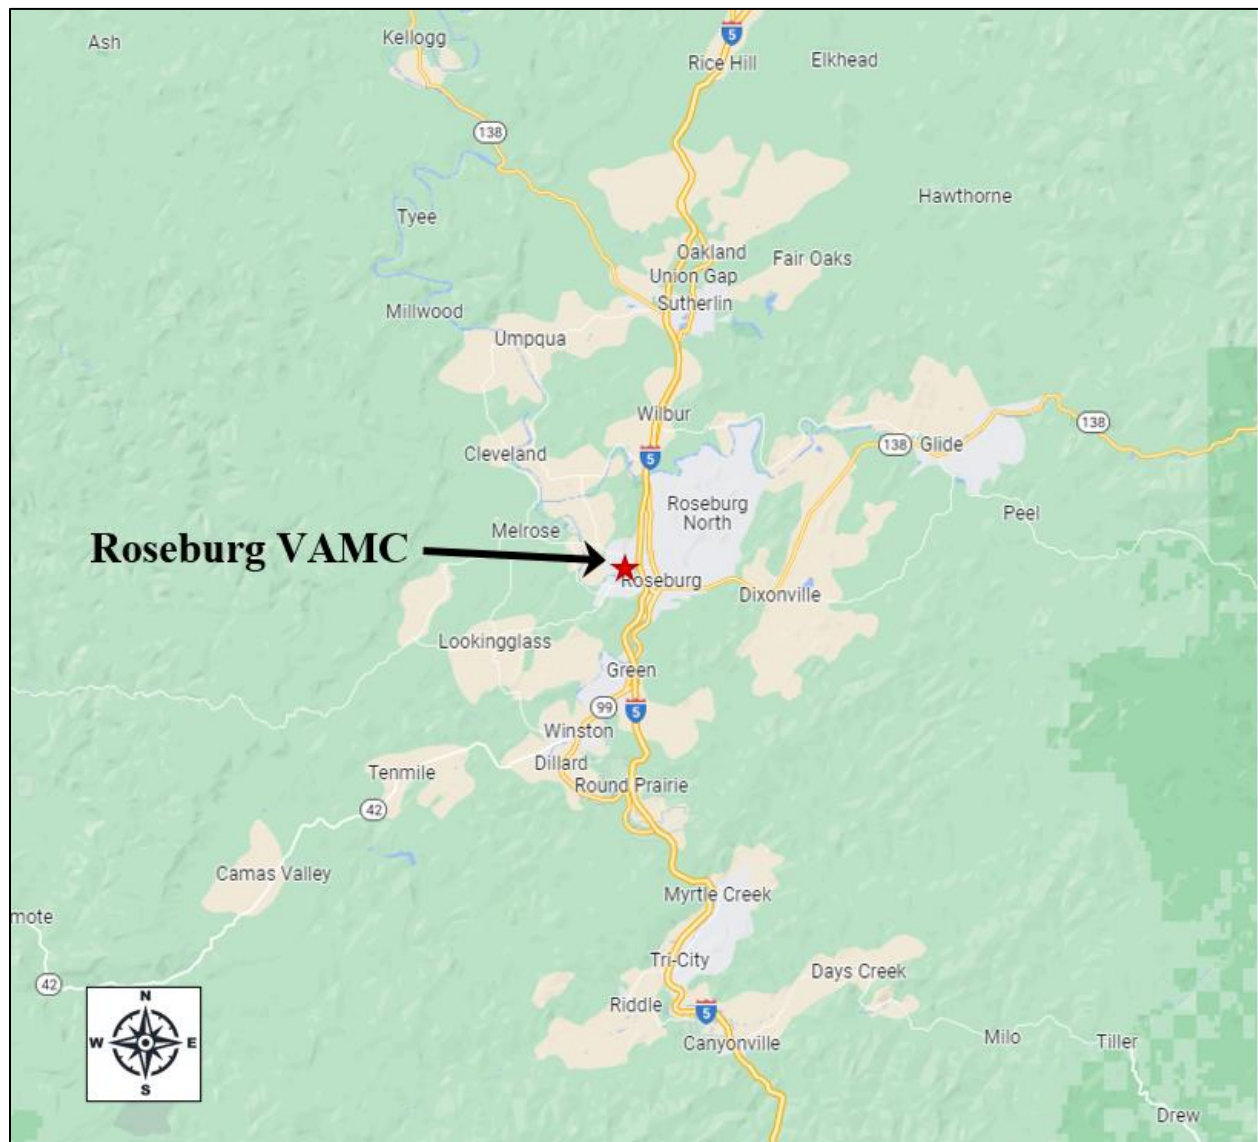 Ash
Kellogg
5
Rice Hill
Elkhead
138
Hawthorne
Tyee
Oakland
Fair Oaks
Union Gap
Sutherlin
Millwood
Umpqua
Wilbur
138
138
Glide
Cleveland
5
Roseburg
North
Peel
Melrose
Roseburg VAMC
Roseburg
Dixonville
Lookingglass
Green
99
5
Winston
Dillard
Tenmile
Round Prairie
42
Camas Valley
Myrtle Creek
mote
Tri-City
Days Creek
42
Riddle
5
N
W
E
S
Canyonville
Milo
Tiller
Drew